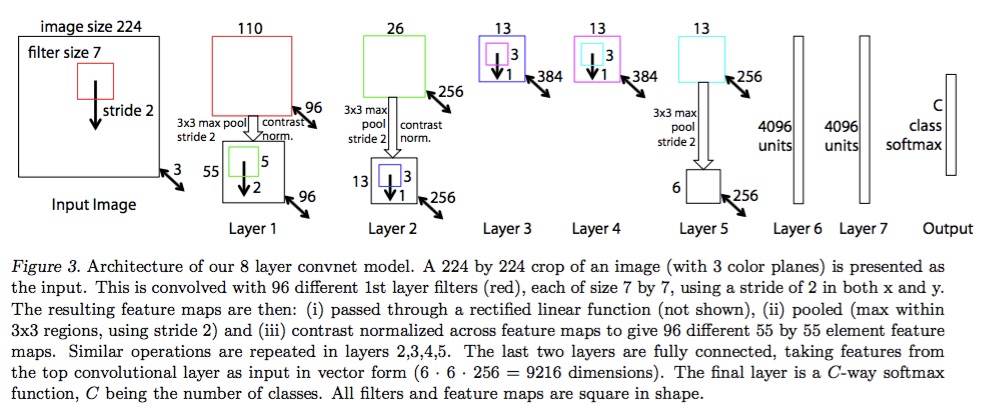 image size 224
filter size 7
stride 2
3
Input Image
110
96
3x3 max pool
stride 2
contrast
norm.
55
5
2
96
Layer 1
26
256
3x3 max
pool
stride 2
contrast
norm.
13
3
1
256
Layer 2
13
3
1
384
Layer 3
13
3
1
384
Layer 4
13
256
3x3 max
pool
stride 2
6
256
Layer 5
4096
units
Layer 6
4096
units
Layer 7
C
class
softmax
Output
Figure 3. Architecture of our 8 layer convnet model. A 224 by 224 crop of an image (with 3 color planes) is presented as
the input. This is convolved with 96 different 1st layer filters (red), each of size 7 by 7, using a stride of 2 in both x and y.
The resulting feature maps are then: (i) passed through a rectified linear function (not shown), (ii) pooled (max within
3x3 regions, using stride 2) and (iii) contrast normalized across feature maps to give 96 different 55 by 55 element feature
maps. Similar operations are repeated in layers 2,3,4,5. The last two layers are fully connected, taking features from
the top convolutional layer as input in vector form (6 · 6 · 256 = 9216 dimensions). The final layer is a C-way softmax
function, C being the number of classes. All filters and feature maps are square in shape.